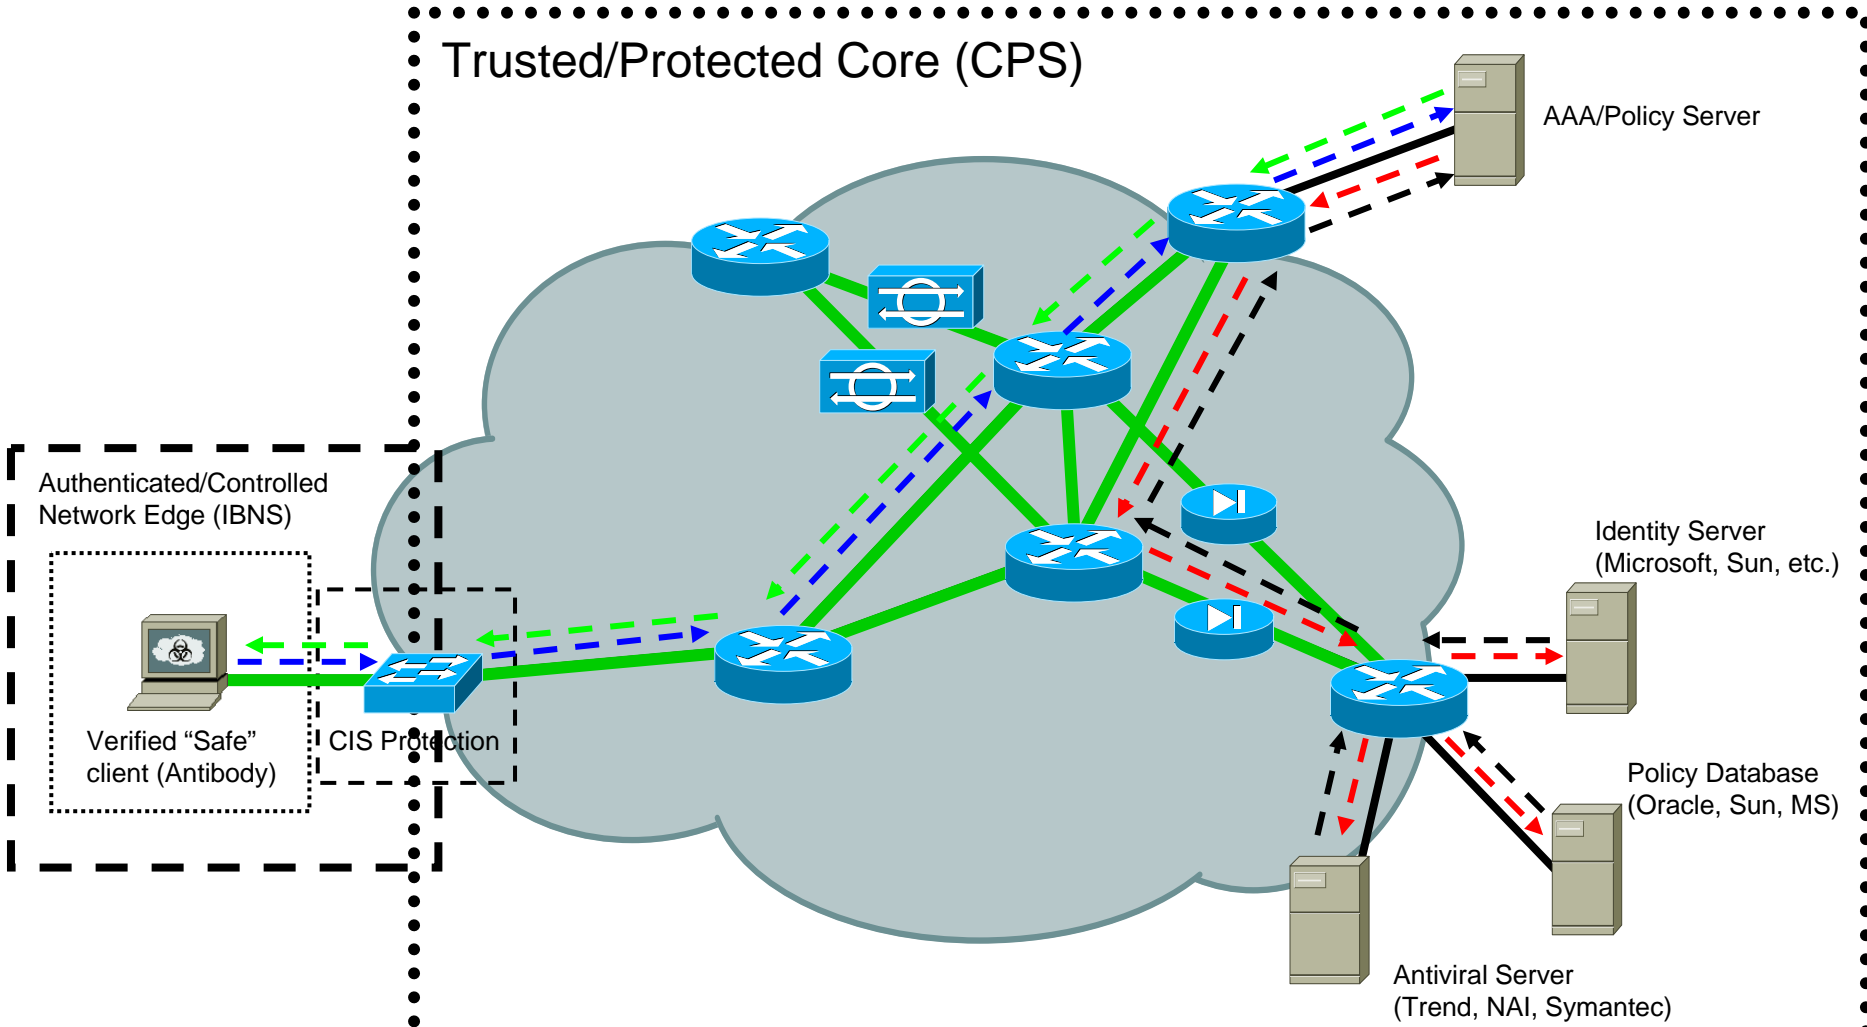 Trusted/Protected Core (CPS)
AAA/Policy Server
Authenticated/Controlled
Network Edge (IBNS)
Identity Server
(Microsoft, Sun, etc.)
Verified “Safe”
client (Antibody)
CIS Protection
Policy Database
(Oracle, Sun, MS)
Antiviral Server
(Trend, NAI, Symantec)